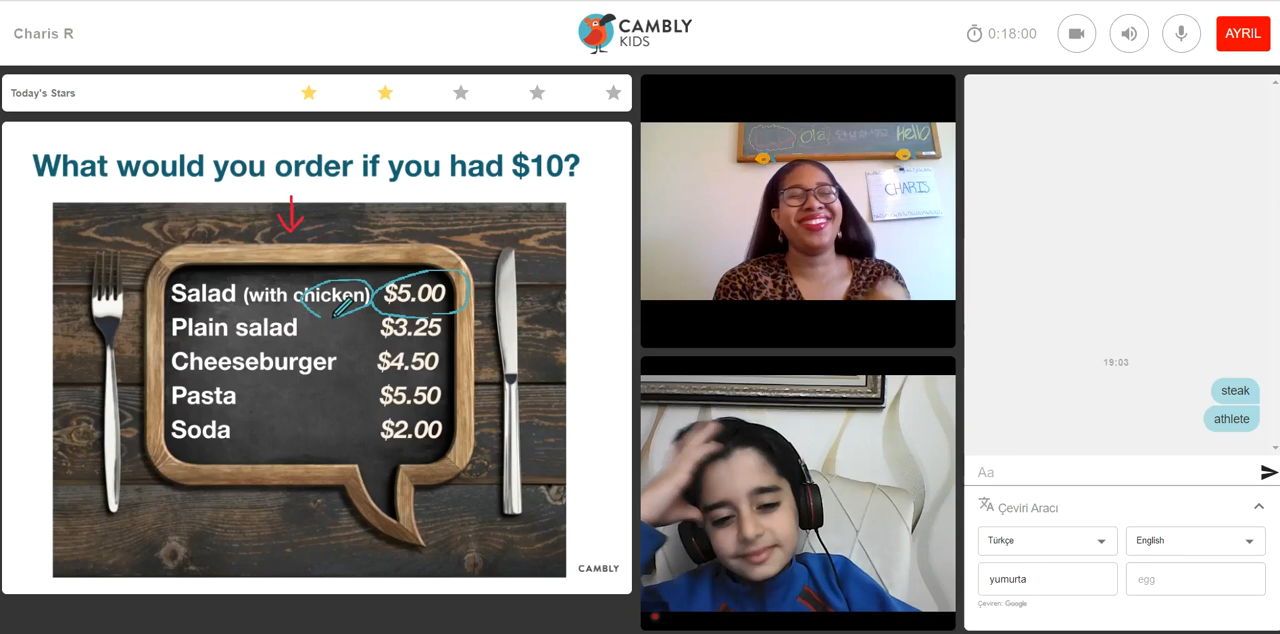 Charis R
CAMBLY
KIDS
0:18:00
AYRIL
Today's Stars
What would you order if you had $10?
Salad (with chicken) $5.00
Plain salad $3.25
Cheeseburger $4.50
Pasta $5.50
Soda $2.00
CAMBLY
Olá
Hello
CHARIS
19:03
steak
athlete
Aa
Çeviri Aracı
Türkçe
English
yumurta
egg
Çeviren: Google